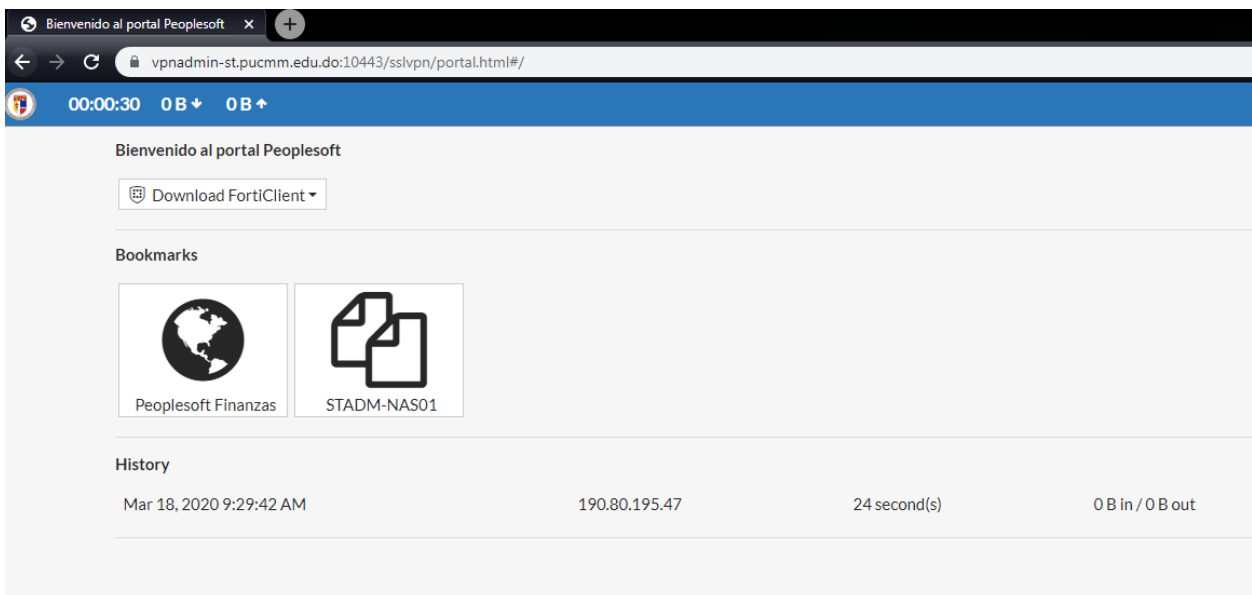 Bienvenido al portal Peoplesoft
vpnadmin-st.pucmm.edu.do:10443/sslvpn/portal.html#/
00:00:30 0 B 0 B
Bienvenido al portal Peoplesoft
Download FortiClient
Bookmarks
Peoplesoft Finanzas STADM-NAS01
History
Mar 18, 2020 9:29:42 AM 190.80.195.47 24 second(s) 0 B in / 0 B out